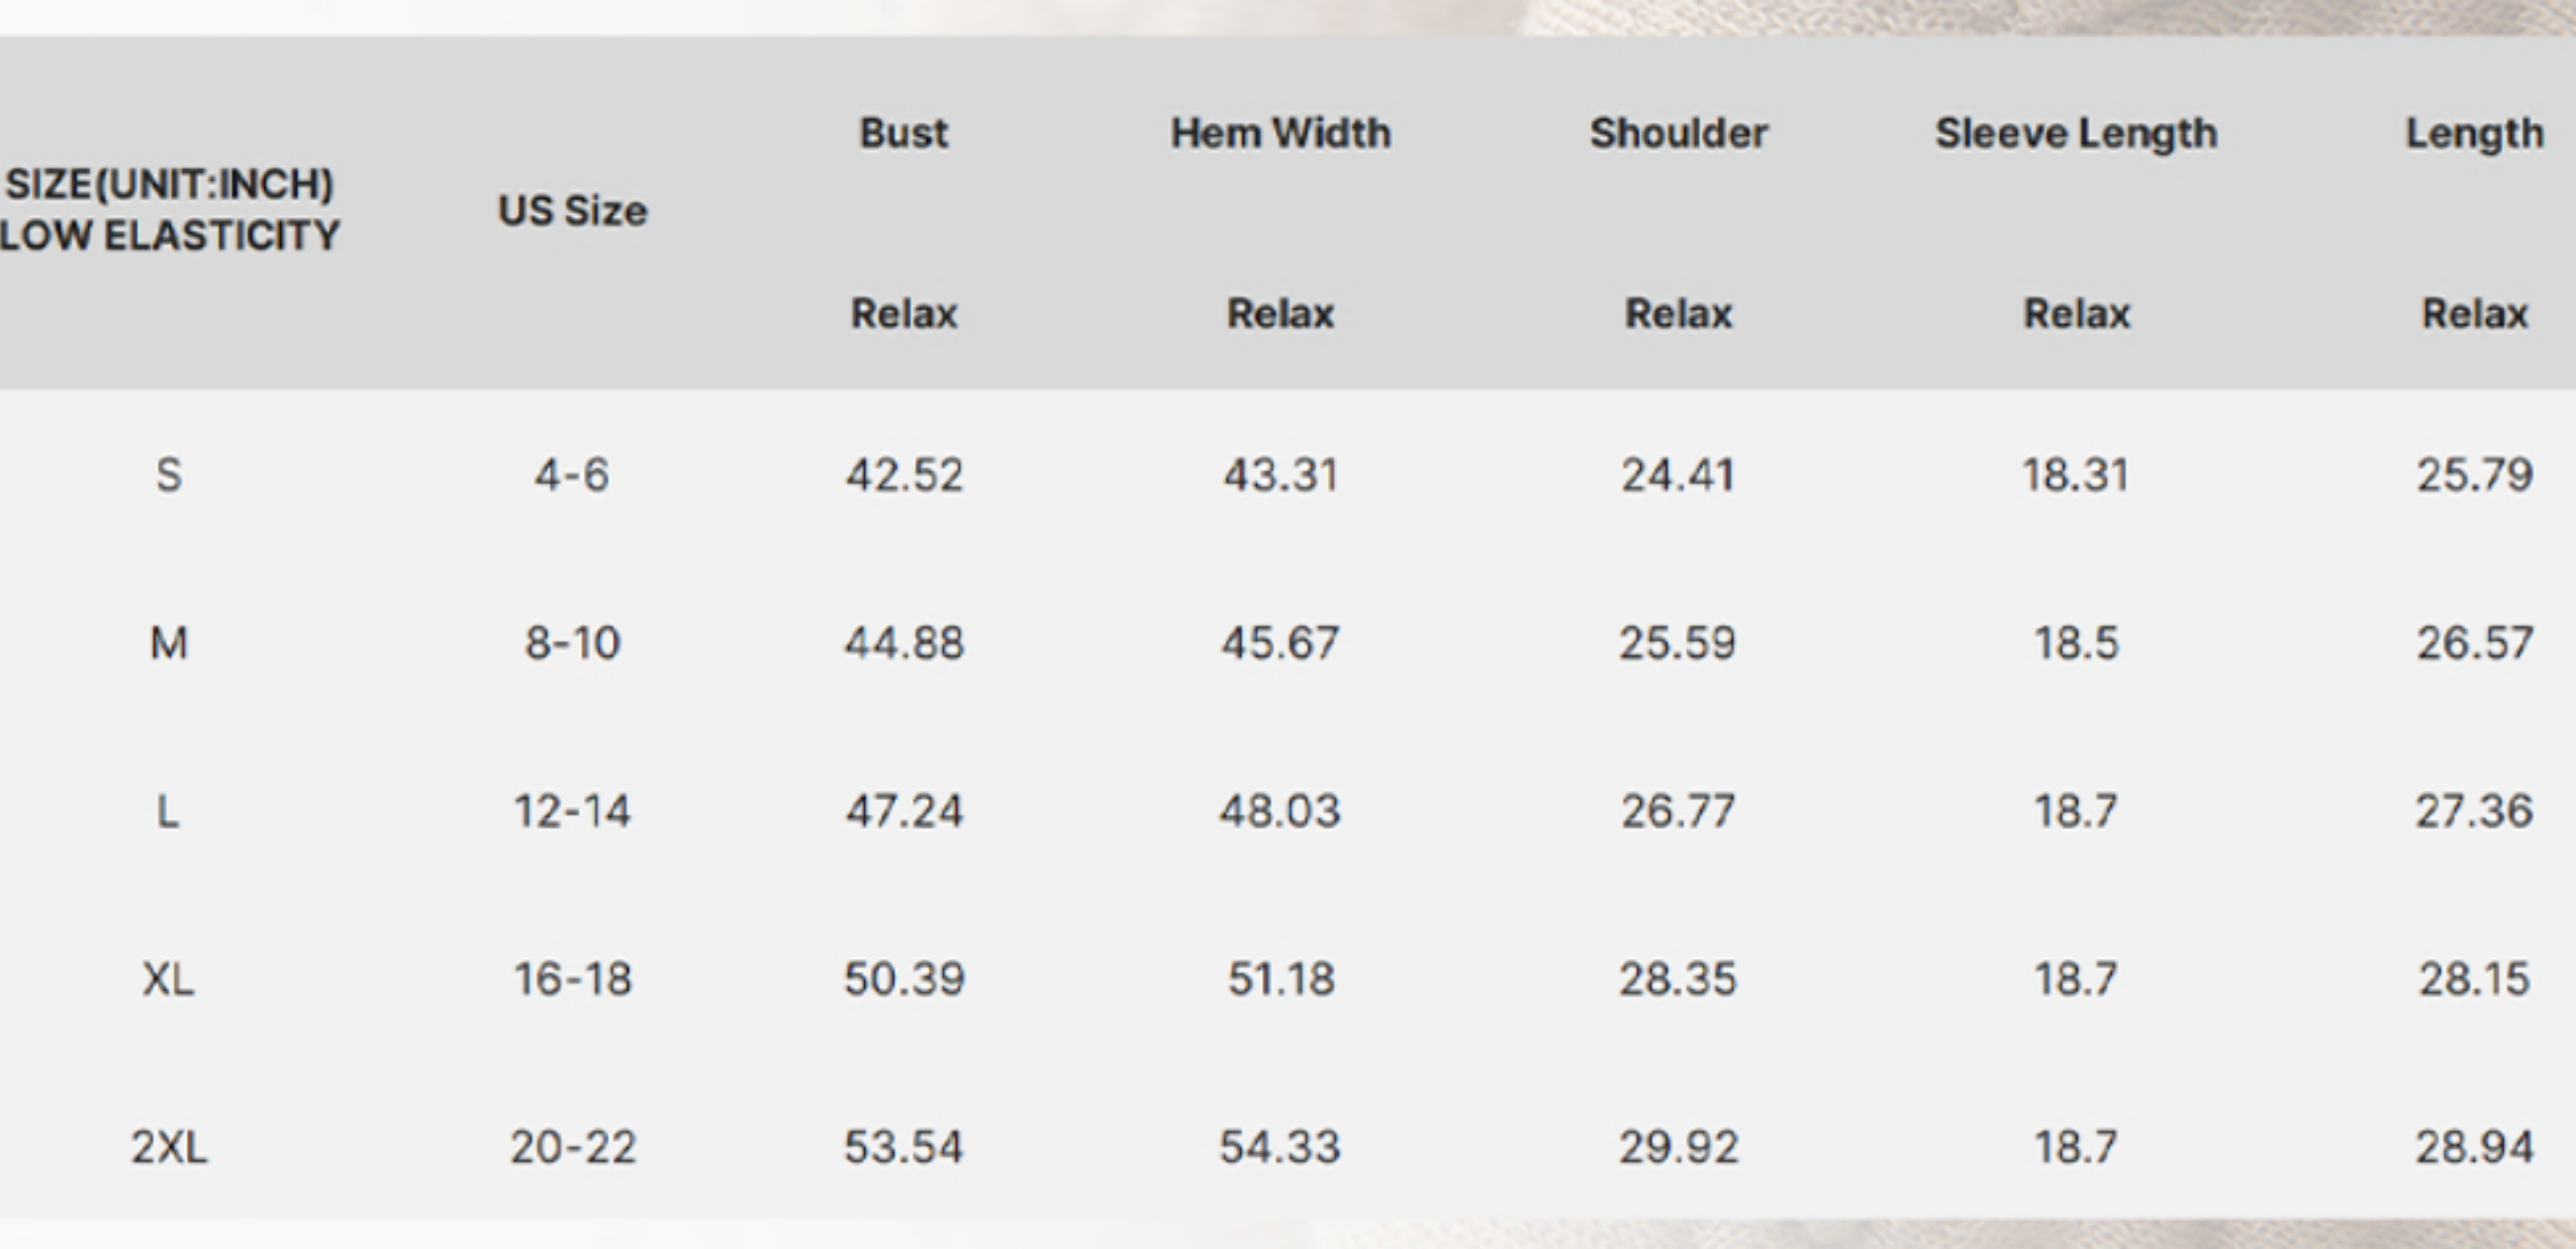 SIZE(UNIT:INCH)
LOW ELASTICITY
US Size
Bust Hem Width Shoulder Sleeve Length Length
Relax Relax Relax Relax Relax
S 4-6 42.52 43.31 24.41 18.31 25.79
M 8-10 44.88 45.67 25.59 18.5 26.57
L 12-14 47.24 48.03 26.77 18.7 27.36
XL 16-18 50.39 51.18 28.35 18.7 28.15
2XL 20-22 53.54 54.33 29.92 18.7 28.94